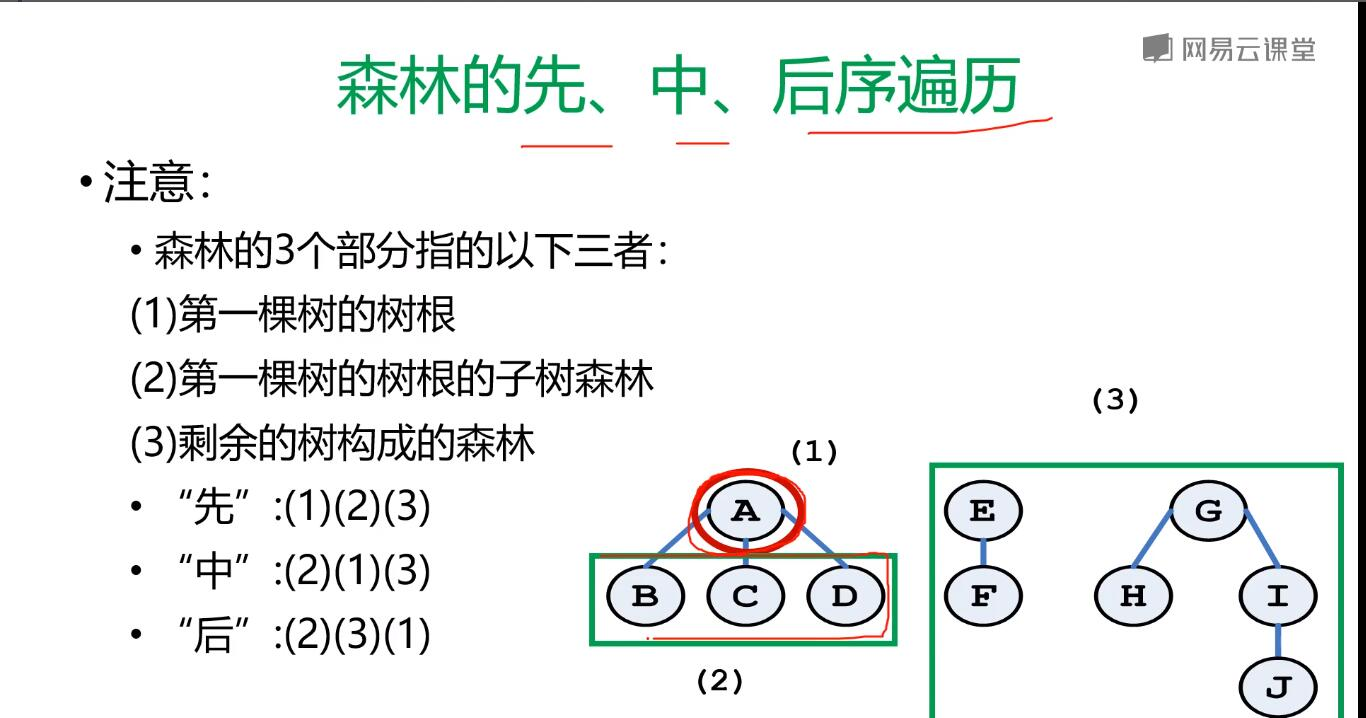 网易云课堂
森林的先、中、后序遍历
• 注意：
• 森林的3个部分指的以下三者：
(1)第一棵树的树根
(2)第一棵树的树根的子树森林
(3)剩余的树构成的森林
• “先”:(1)(2)(3)
• “中”:(2)(1)(3)
• “后”:(2)(3)(1)
(1)
A
B C D
(2)
(3)
E G
F H I
J